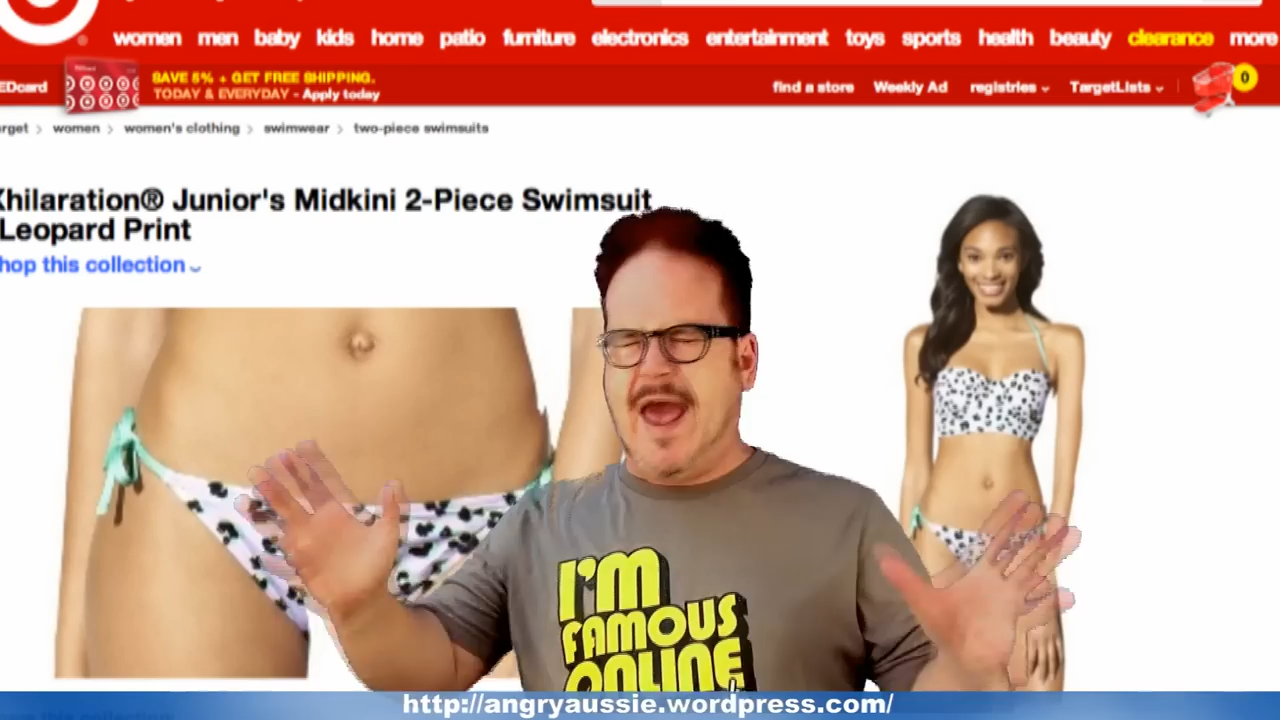 women men baby kids home patio furniture electronics entertainment toys sports health beauty clearance more
EDcard
SAVE 5% + GET FREE SHIPPING.
TODAY & EVERYDAY - Apply today
find a store Weekly Ad registries TargetLists 0
rget > women > women's clothing > swimwear > two-piece swimsuits
Xhilaration® Junior's Midkini 2-Piece Swimsuit
Leopard Print
hop this collection
I'M
FAMOUS
ONLINE
http://angryaussie.wordpress.com/